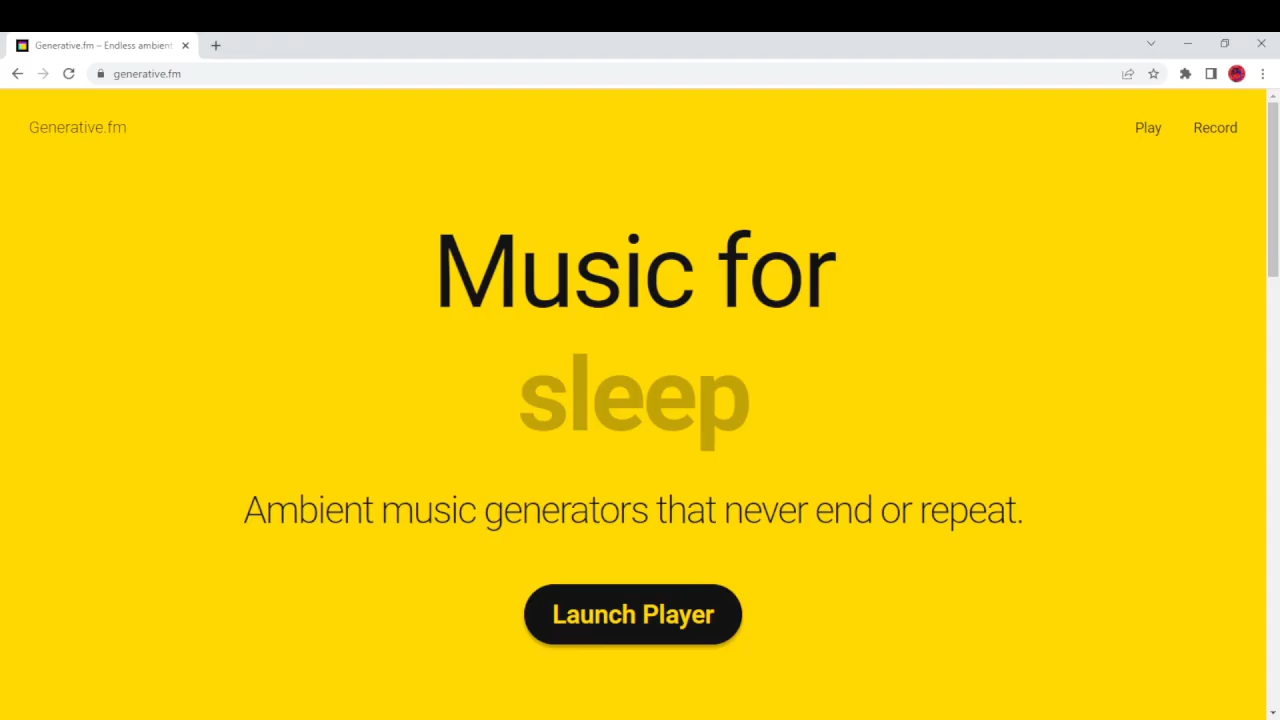 Generative.fm – Endless ambient
generative.fm
Generative.fm
Play
Record
Music for
sleep
Ambient music generators that never end or repeat.
Launch Player